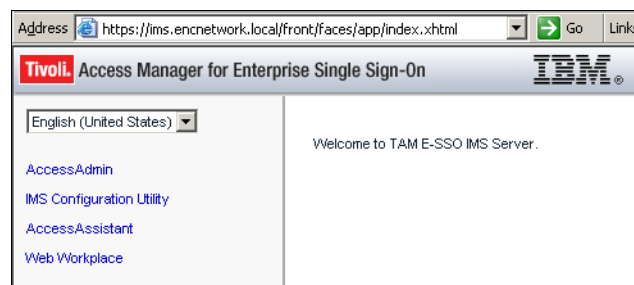 Address https://ims.encnetwork.local/front/faces/app/index.xhtml Go Links
Tivoli. Access Manager for Enterprise Single Sign-On IBM®
English (United States)
Welcome to TAM E-SSO IMS Server.
AccessAdmin
IMS Configuration Utility
AccessAssistant
Web Workplace